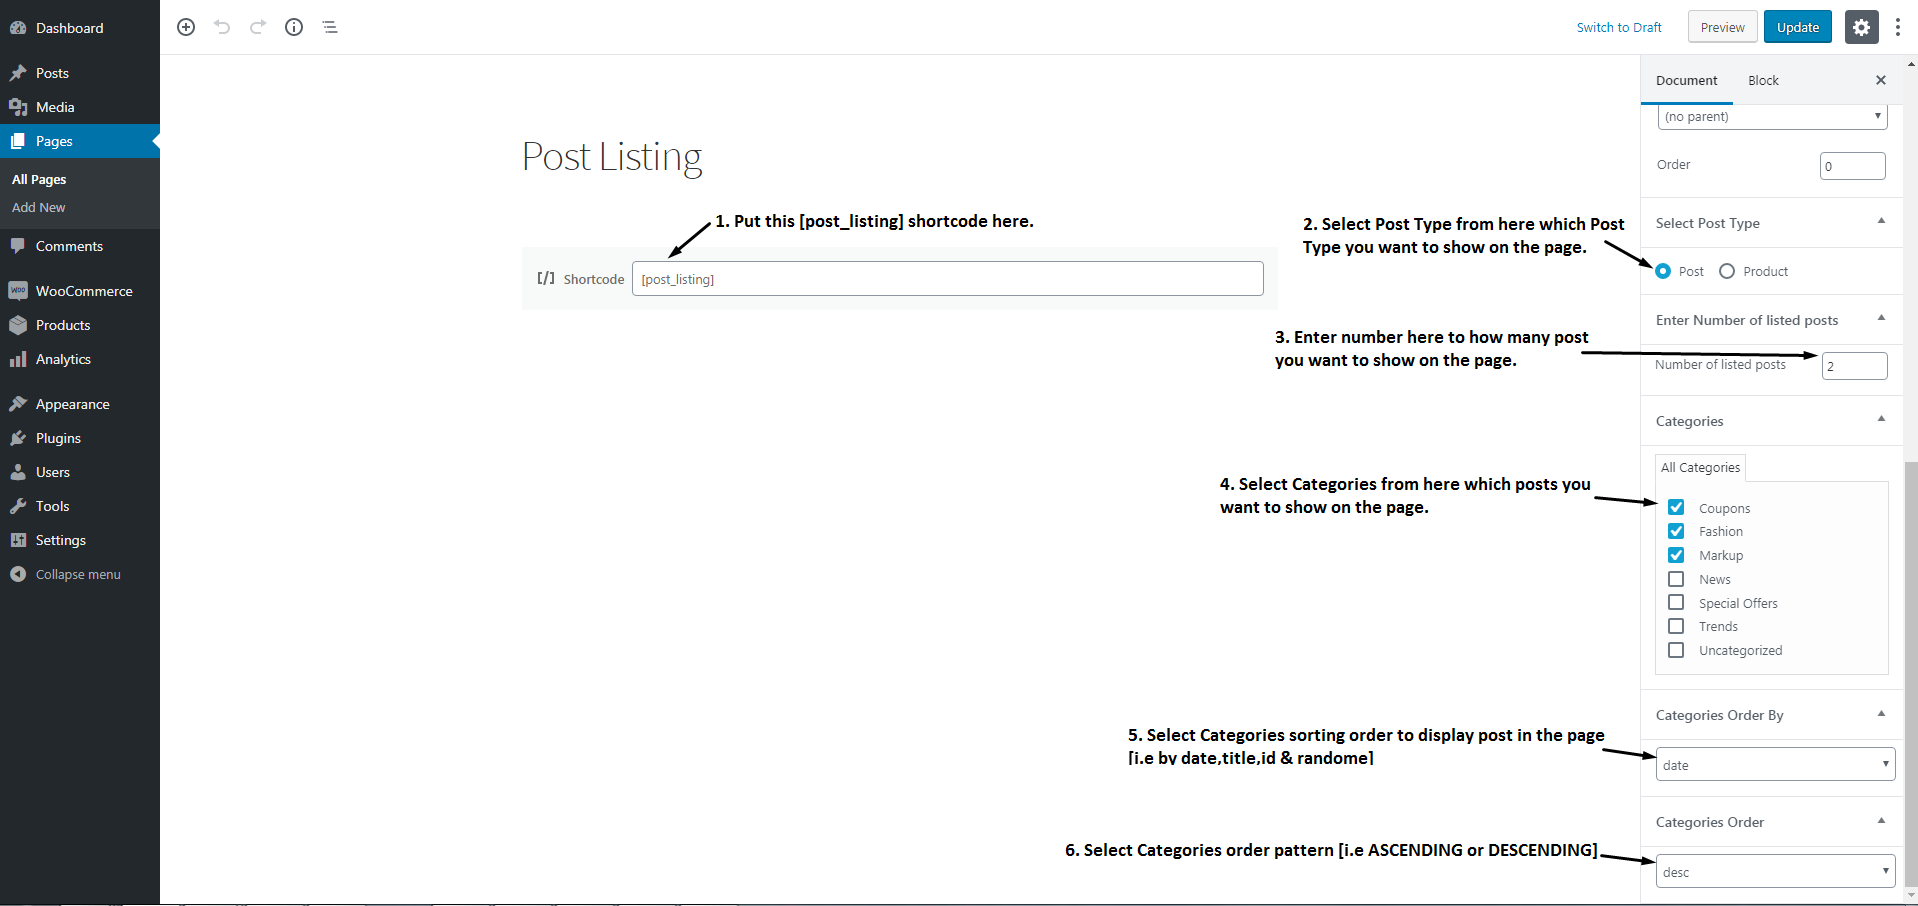 Dashboard
Posts
Media
Pages
All Pages
Add New
Comments
WooCommerce
Products
Analytics
Appearance
Plugins
Users
Tools
Settings
Collapse menu
Switch to Draft
Preview
Update
Post Listing
1. Put this [post_listing] shortcode here.
[/] Shortcode
[post_listing]
2. Select Post Type from here which Post
Type you want to show on the page.
3. Enter number here to how many post
you want to show on the page.
4. Select Categories from here which posts you
want to show on the page.
5. Select Categories sorting order to display post in the page
[i.e by date,title,id & randome]
6. Select Categories order pattern [i.e ASCENDING or DESCENDING]
Document
Block
(no parent)
Order
0
Select Post Type
Post
Product
Enter Number of listed posts
Number of listed posts
2
Categories
All Categories
Coupons
Fashion
Markup
News
Special Offers
Trends
Uncategorized
Categories Order By
date
Categories Order
desc